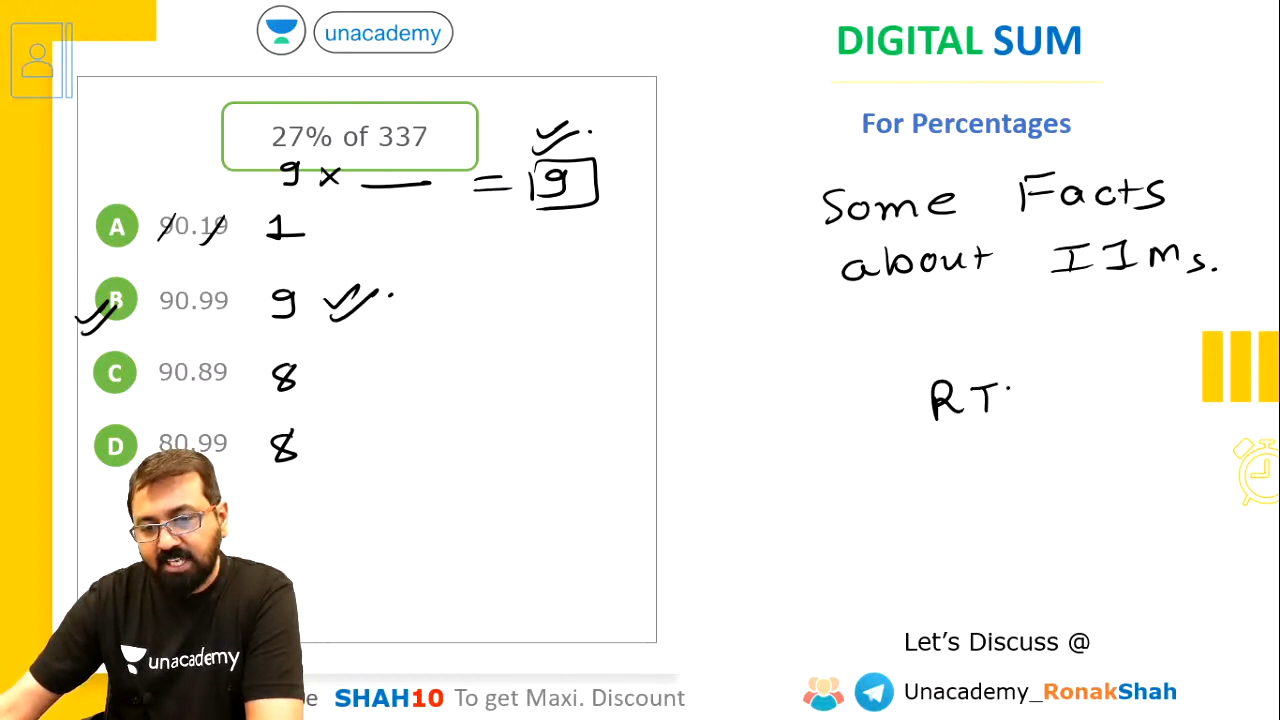 unacademy
DIGITAL SUM
For Percentages
27% of 337
9 × __ = 9
A 90.19 1
B 90.99 9
C 90.89 8
D 80.99 8
Some Facts
about IIMs.
RT.
unacademy
SHAH10 To get Maxi. Discount
Let's Discuss @
Unacademy_RonakShah